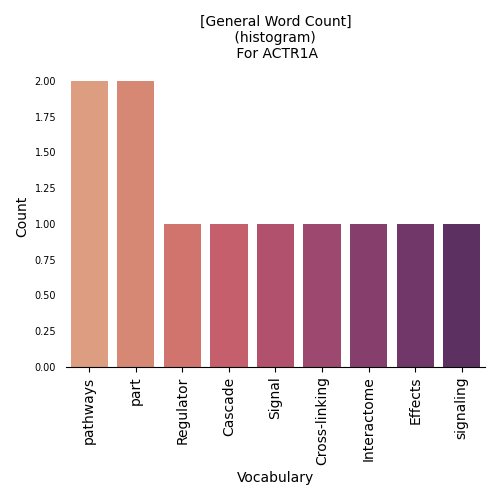 [General Word Count]
(histogram)
For ACTR1A
2.00
1.75
1.50
1.25
1.00
0.75
0.50
0.25
0.00
Count
pathways
part
Regulator
Cascade
Signal
Cross-linking
Interactome
Effects
signaling
Vocabulary